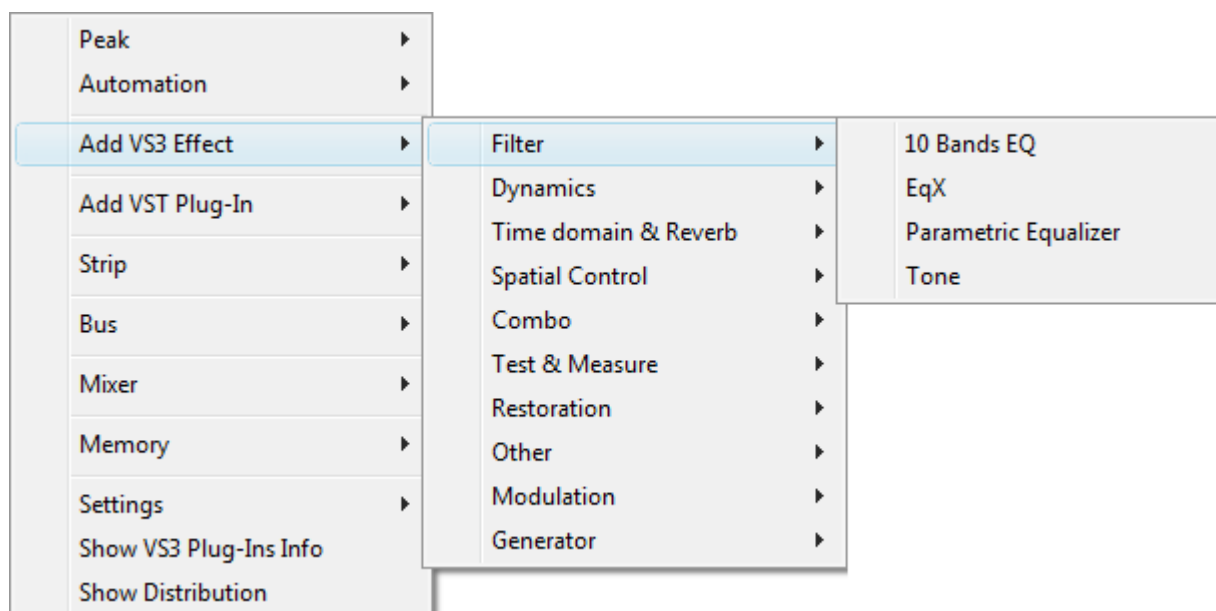 Peak
Automation
Add VS3 Effect
Add VST Plug-In
Strip
Bus
Mixer
Memory
Settings
Show VS3 Plug-Ins Info
Show Distribution
Filter
Dynamics
Time domain & Reverb
Spatial Control
Combo
Test & Measure
Restoration
Other
Modulation
Generator
10 Bands EQ
EqX
Parametric Equalizer
Tone